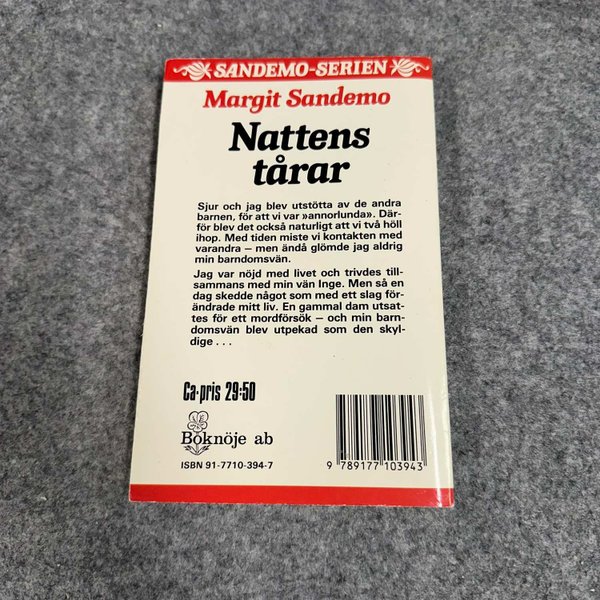 SANDEMO-SERIEN
Margit Sandemo
Nattens
tårar
Sjur och jag blev utstötta av de andra
barnen, för att vi var »annorlunda». Där-
för blev det också naturligt att vi två höll
ihop. Med tiden miste vi kontakten med
varandra – men ändå glömde jag aldrig
min barndomsvän.
Jag var nöjd med livet och trivdes till-
sammans med min vän Inge. Men så en
dag skedde något som med ett slag för-
ändrade mitt liv. En gammal dam utsat-
tes för ett mordförsök – och min barn-
domsvän blev utpekad som den skyl-
dige . . .
Ca-pris 29:50
Boknöje ab
ISBN 91-7710-394-7
9 789177 103943